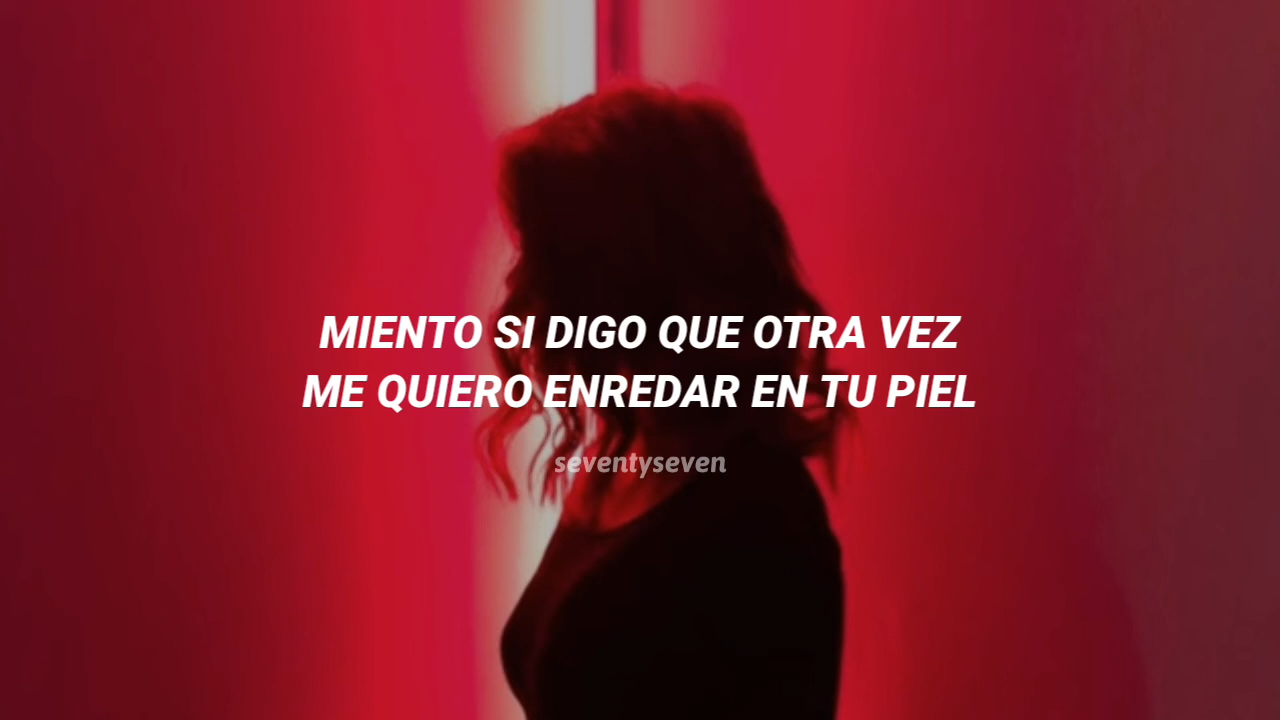 MIENTO SI DIGO QUE OTRA VEZ
ME QUIERO ENREDAR EN TU PIEL
seventyseven